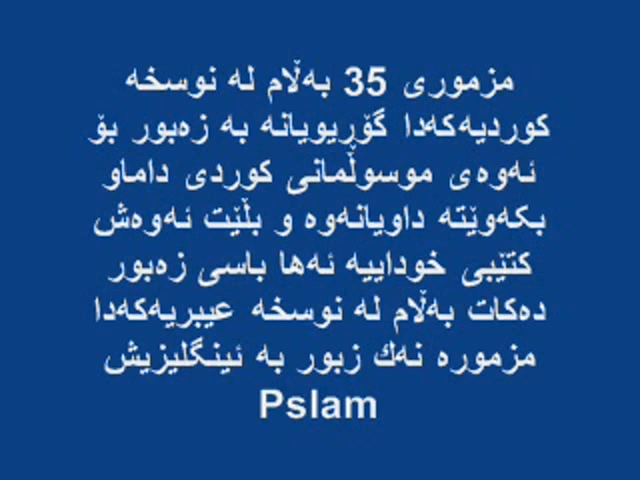 مزموری 35 بەڵام لە نوسخە
کوردیەکەدا گۆڕیویانە بە زەبور بۆ
ئەوەی موسوڵمانی کوردی داماو
بکەوێتە داویانەوە و بڵێت ئەوەش
کتێبی خوداییە ئەها باسی زەبور
دەکات بەڵام لە نوسخە عیبریەکەدا
مزمورە نەك زبور بە ئینگلیزیش
Pslam